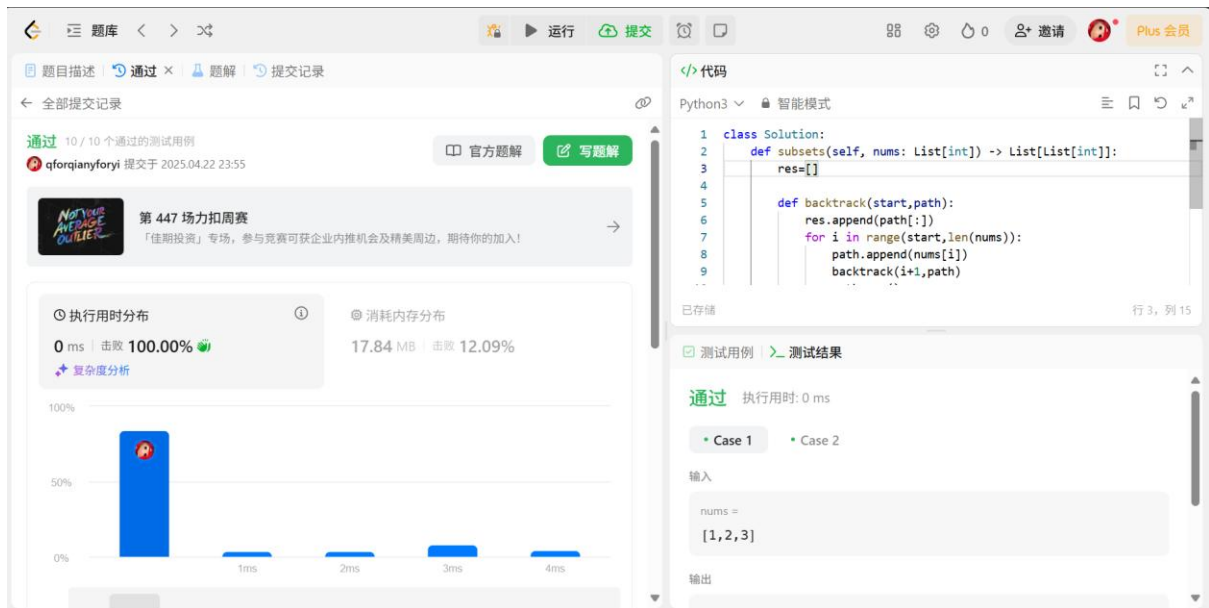 题库
运行
提交
0
邀请
Plus 会员
题目描述
通过
题解
提交记录
全部提交记录
通过 10 / 10 个通过的测试用例
qforqianyforyi 提交于 2025.04.22 23:55
官方题解
写题解
NOT YOUR
AVERAGE
OUTLIER
第 447 场力扣周赛
「佳期投资」专场，参与竞赛可获企业内推机会及精美周边，期待你的加入！
执行用时分布
0 ms 击败 100.00%
复杂度分析
消耗内存分布
17.84 MB 击败 12.09%
100%
50%
0%
1ms 2ms 3ms 4ms
</> 代码
Python3 智能模式
1 class Solution:
2 def subsets(self, nums: List[int]) -> List[List[int]]:
3 res=[]
4
5 def backtrack(start,path):
6 res.append(path[:])
7 for i in range(start,len(nums)):
8 path.append(nums[i])
9 backtrack(i+1,path)
已存储
行 3，列 15
测试用例
测试结果
通过 执行用时: 0 ms
Case 1 Case 2
输入
nums =
[1,2,3]
输出